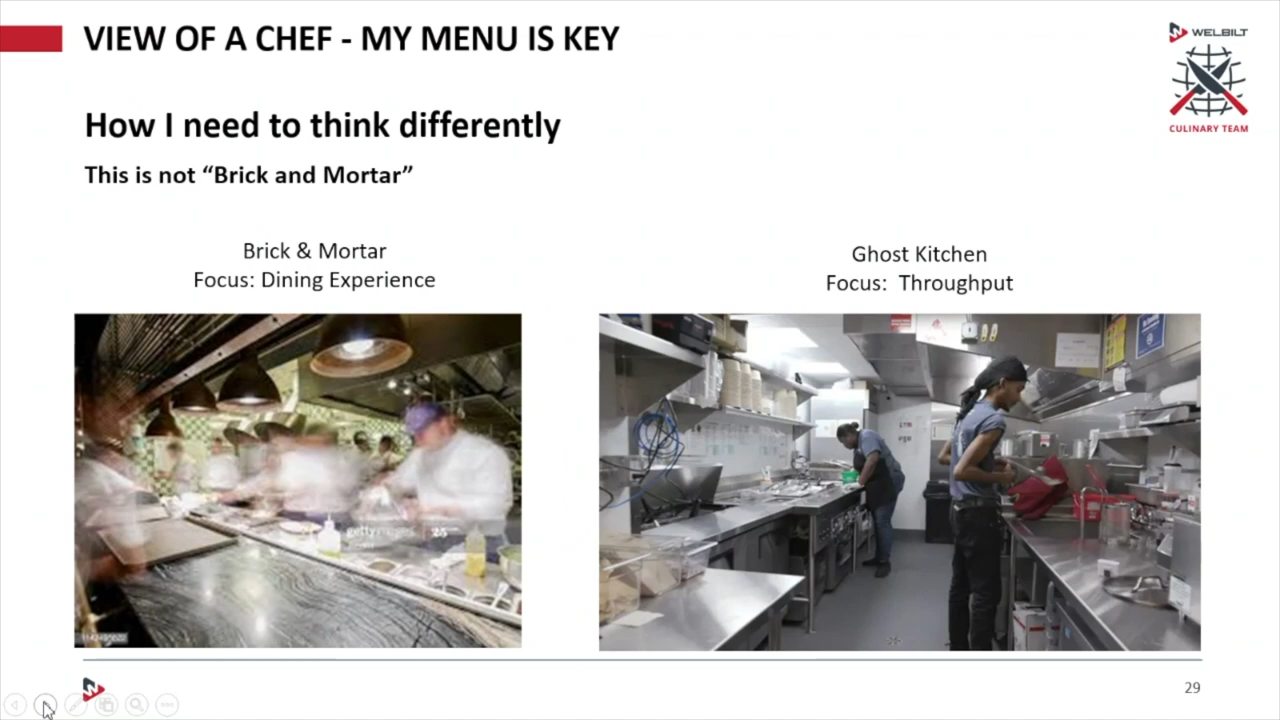 VIEW OF A CHEF - MY MENU IS KEY
WELBILT
CULINARY TEAM
How I need to think differently
This is not “Brick and Mortar”
Brick & Mortar
Focus: Dining Experience
Ghost Kitchen
Focus: Throughput
gettyimages
29